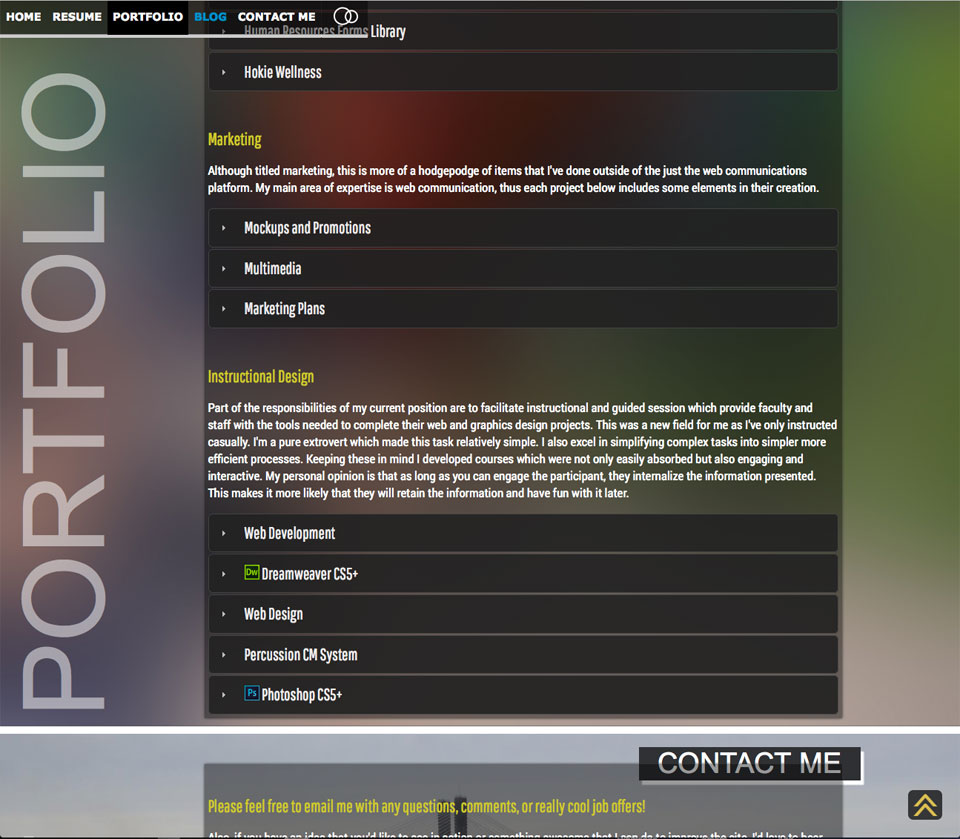 HOME RESUME PORTFOLIO BLOG CONTACT ME
Human Resources Forms Library
Hokie Wellness
PORTFOLIO
Marketing
Although titled marketing, this is more of a hodgepodge of items that I've done outside of the just the web communications
platform. My main area of expertise is web communication, thus each project below includes some elements in their creation.
Mockups and Promotions
Multimedia
Marketing Plans
Instructional Design
Part of the responsibilities of my current position are to facilitate instructional and guided session which provide faculty and
staff with the tools needed to complete their web and graphics design projects. This was a new field for me as I've only instructed
casually. I'm a pure extrovert which made this task relatively simple. I also excel in simplifying complex tasks into simpler more
efficient processes. Keeping these in mind I developed courses which were not only easily absorbed but also engaging and
interactive. My personal opinion is that as long as you can engage the participant, they internalize the information presented.
This makes it more likely that they will retain the information and have fun with it later.
Web Development
Dw Dreamweaver CS5+
Web Design
Percussion CM System
Ps Photoshop CS5+
CONTACT ME
Please feel free to email me with any questions, comments, or really cool job offers!
Also, if you have an idea that you'd like to see in action or something awesome that I can do to improve the site, I'd love to hear